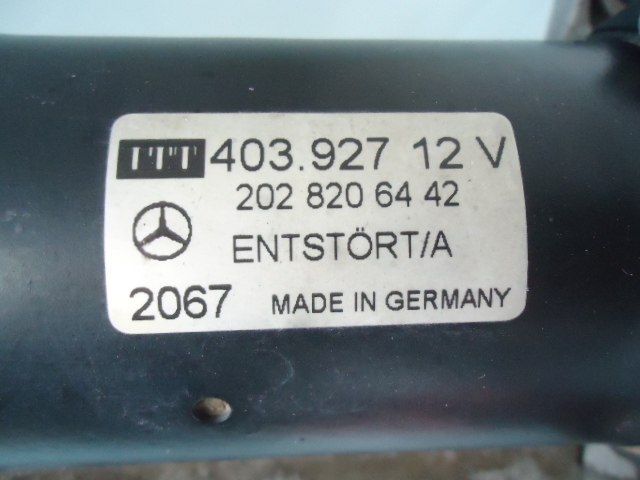 ITT 403.927 12 V
202 820 64 42
ENTSTÖRT/A
2067 MADE IN GERMANY